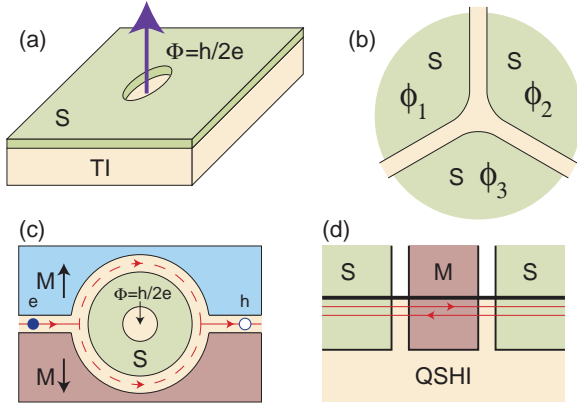 (a)
Φ=h/2e
S
TI
(b)
S
S
ϕ1
ϕ2
S ϕ3
(c)
M↑
e
Φ=h/2e
h
S
M↓
(d)
S M S
QSHI